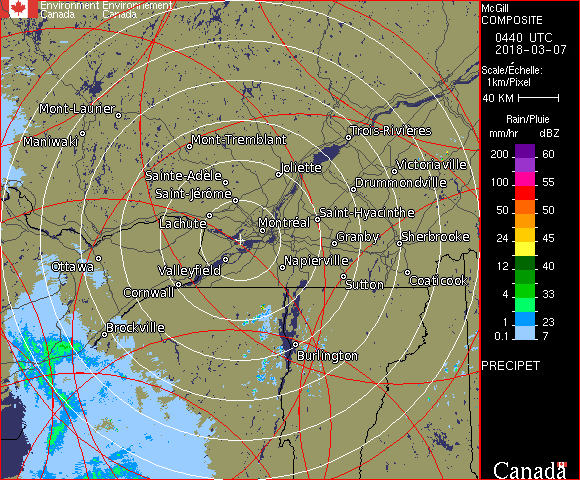 Environment Environnement
Canada Canada
McGill
COMPOSITE
0440 UTC
2018-03-07
Scale/Échelle:
1km/Pixel
40 KM
Rain/Pluie
mm/hr dBZ
200 60
100 55
50 50
24 45
12 40
4 33
1 23
0.1 7
PRECIPET
Canada
Mont-Laurier
Maniwaki
Mont-Tremblant
Trois-Rivières
Joliette
Victoriaville
Sainte-Adèle
Drummondville
Saint-Jérôme
Saint-Hyacinthe
Lachute
Montréal
Granby
Sherbrooke
Ottawa
Valleyfield
Napierville
Cornwall
Sutton
Coaticook
Brockville
Burlington